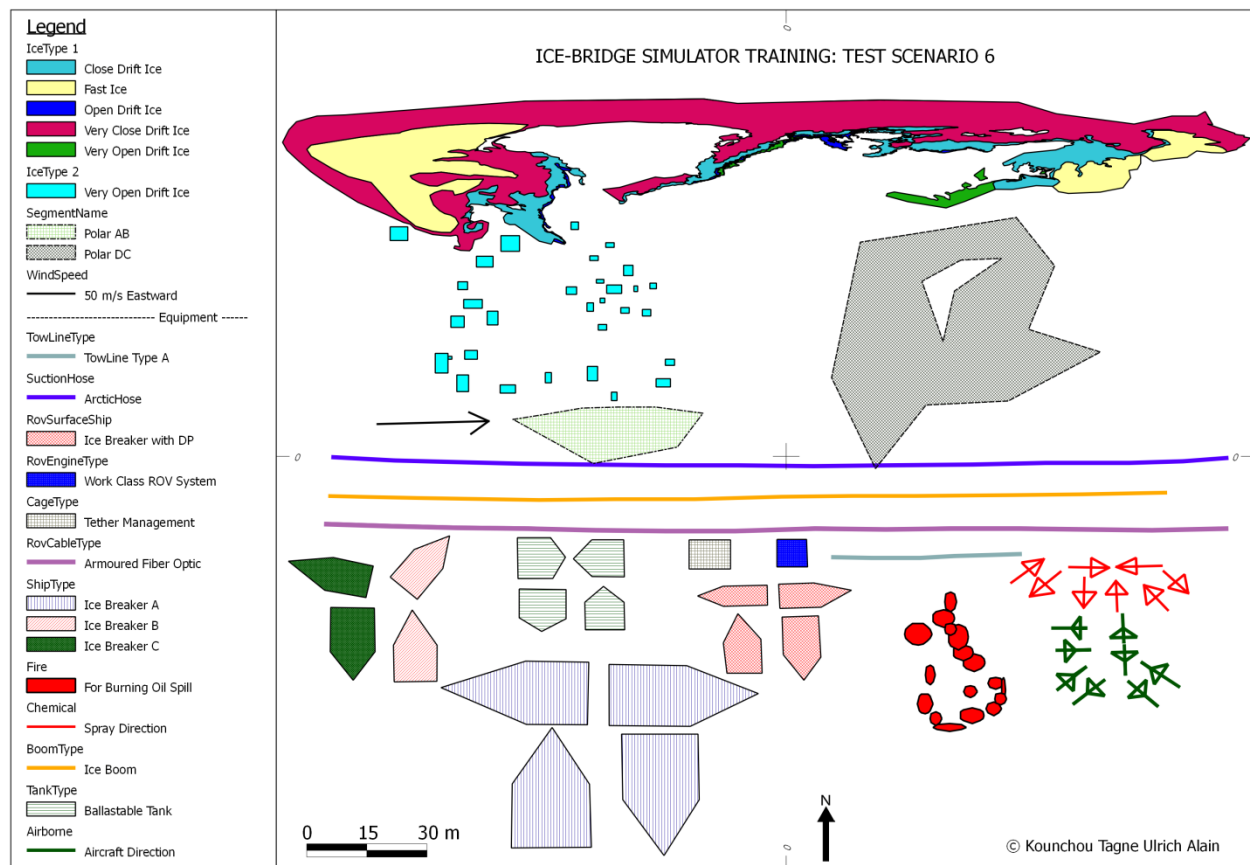 Legend
IceType 1
Close Drift Ice
Fast Ice
Open Drift Ice
Very Close Drift Ice
Very Open Drift Ice
IceType 2
Very Open Drift Ice
SegmentName
Polar AB
Polar DC
WindSpeed
50 m/s Eastward
---------------------------- Equipment ------
TowLineType
TowLine Type A
SuctionHose
ArcticHose
RovSurfaceShip
Ice Breaker with DP
RovEngineType
Work Class ROV System
CageType
Tether Management
RovCableType
Armoured Fiber Optic
ShipType
Ice Breaker A
Ice Breaker B
Ice Breaker C
Fire
For Burning Oil Spill
Chemical
Spray Direction
BoomType
Ice Boom
TankType
Ballastable Tank
Airborne
Aircraft Direction
0
ICE-BRIDGE SIMULATOR TRAINING: TEST SCENARIO 6
0
0
0 15 30 m
N
0
© Kounchou Tagne Ulrich Alain